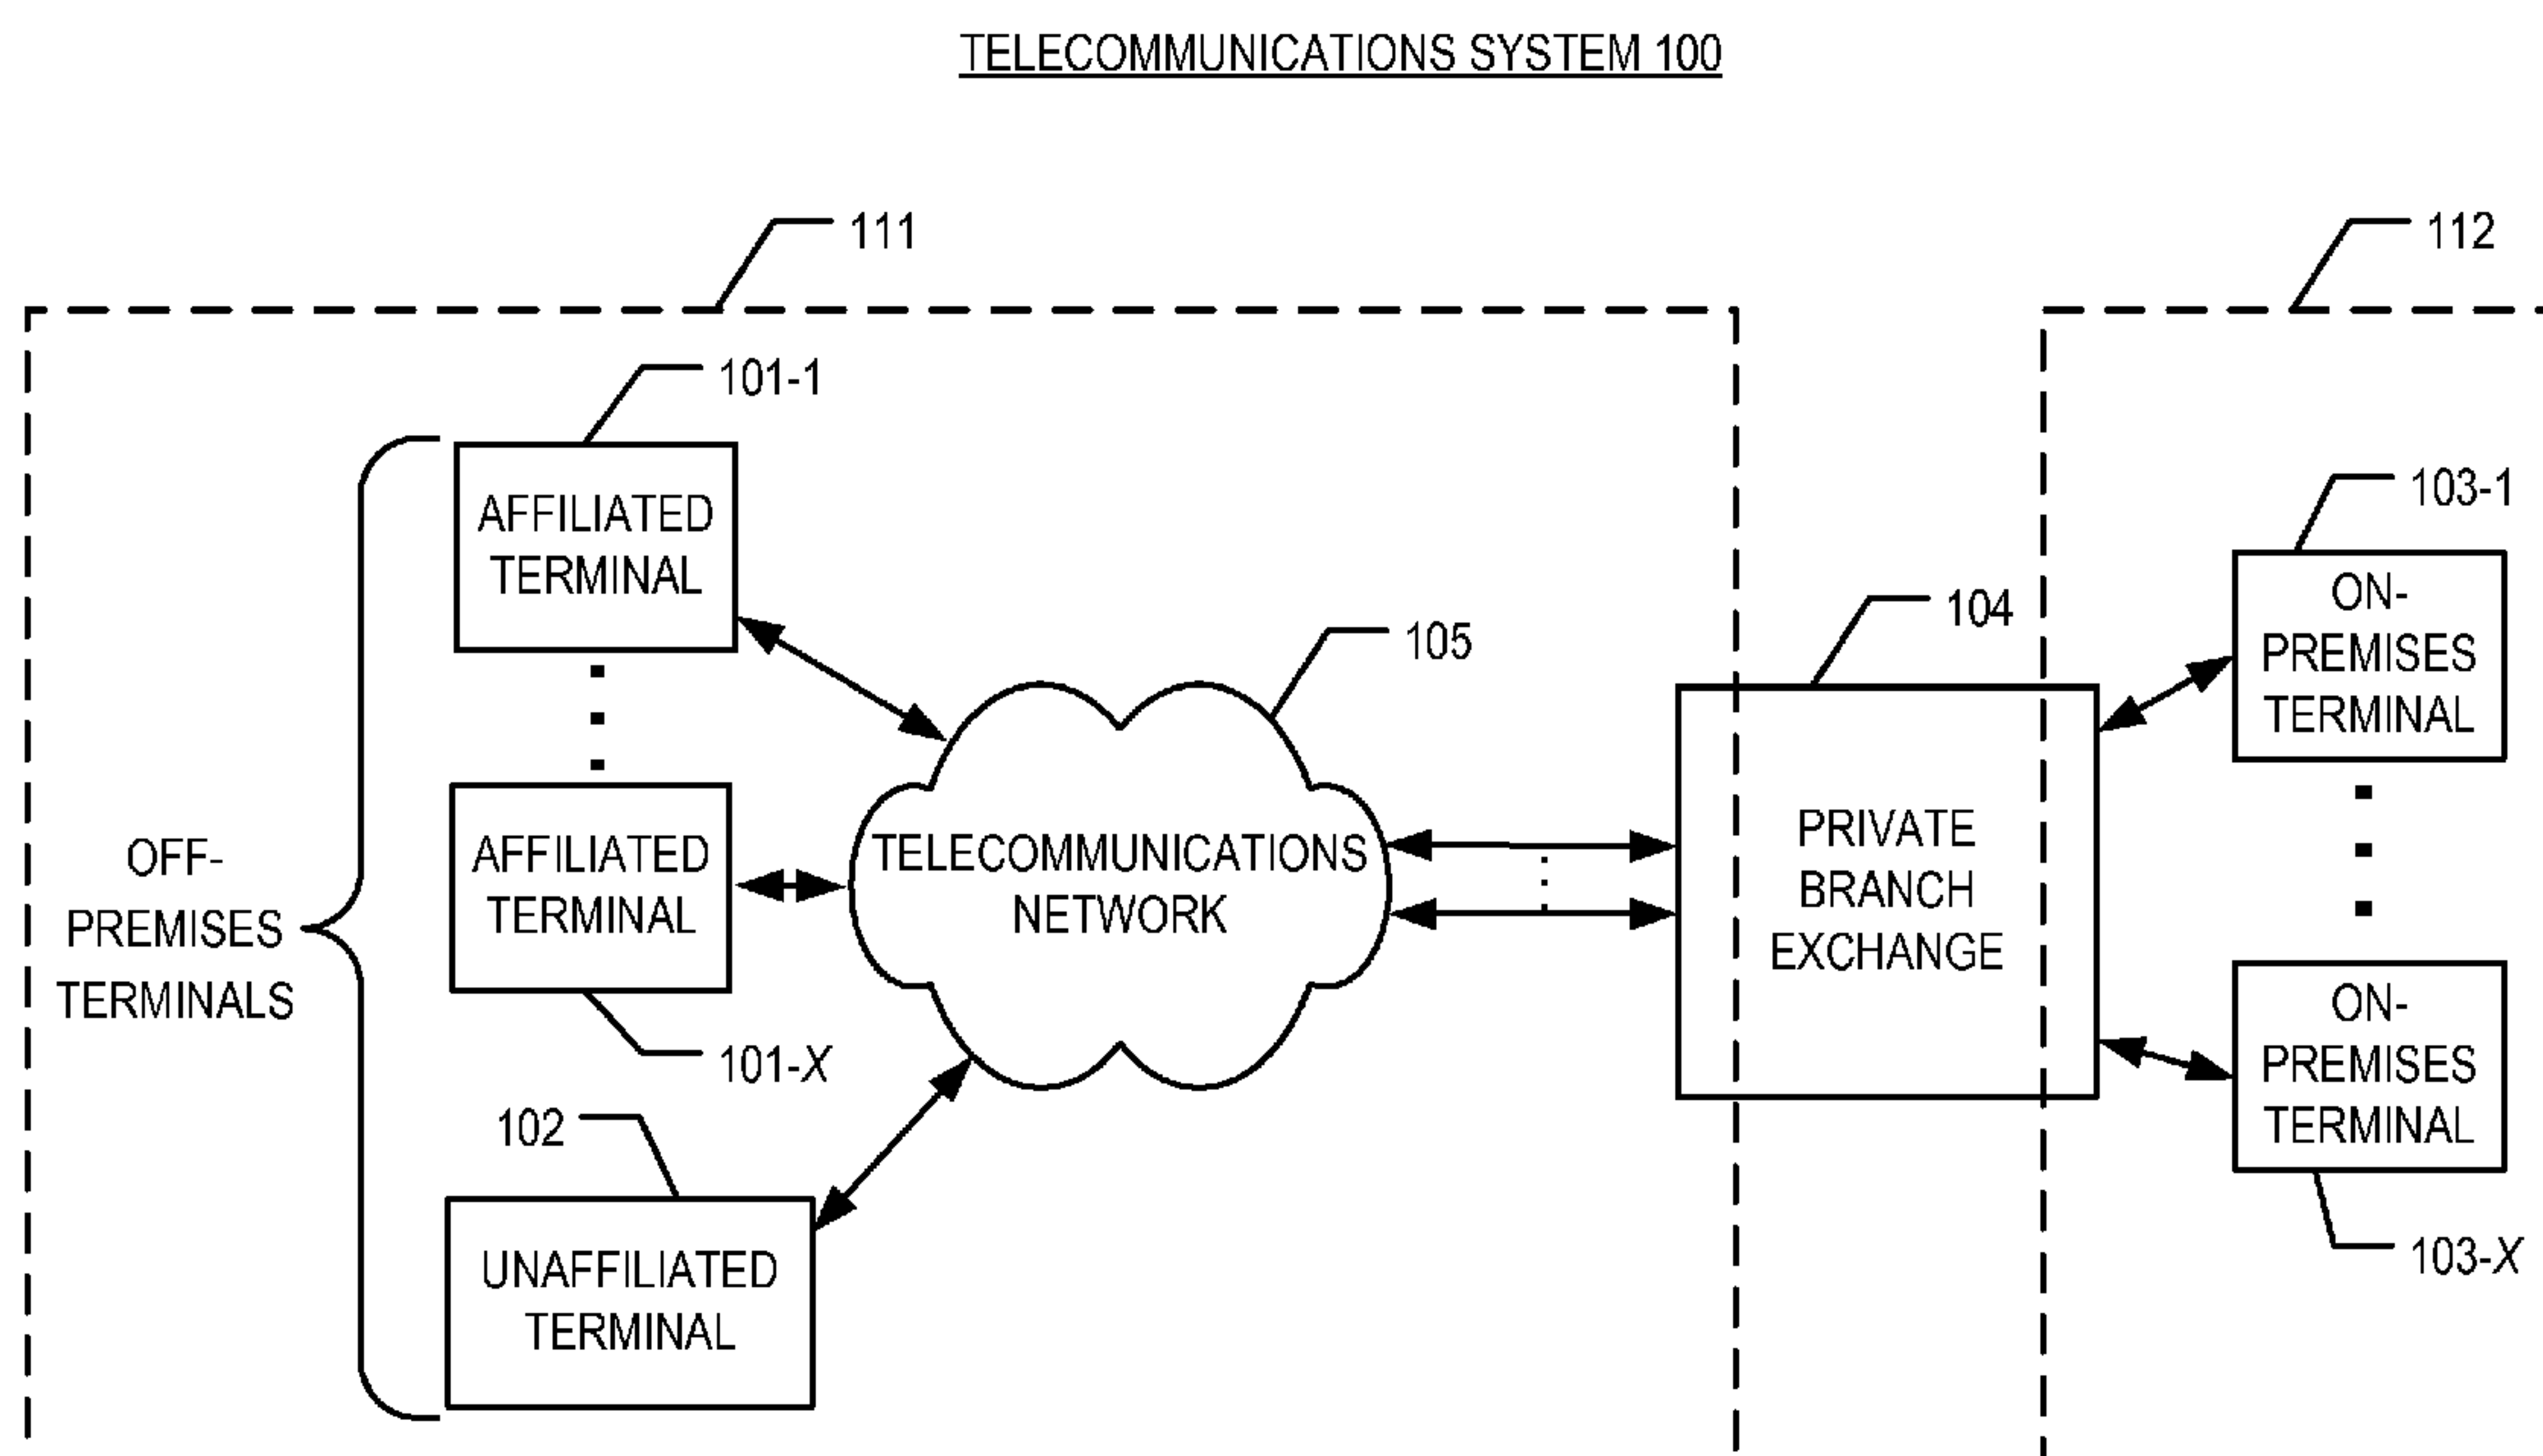 TELECOMMUNICATIONS SYSTEM 100
111
112
101-1
AFFILIATED
TERMINAL
103-1
ON-
PREMISES
TERMINAL
104
105
OFF-
PREMISES
TERMINALS
AFFILIATED
TERMINAL
101-X
TELECOMMUNICATIONS
NETWORK
PRIVATE
BRANCH
EXCHANGE
ON-
PREMISES
TERMINAL
103-X
102
UNAFFILIATED
TERMINAL